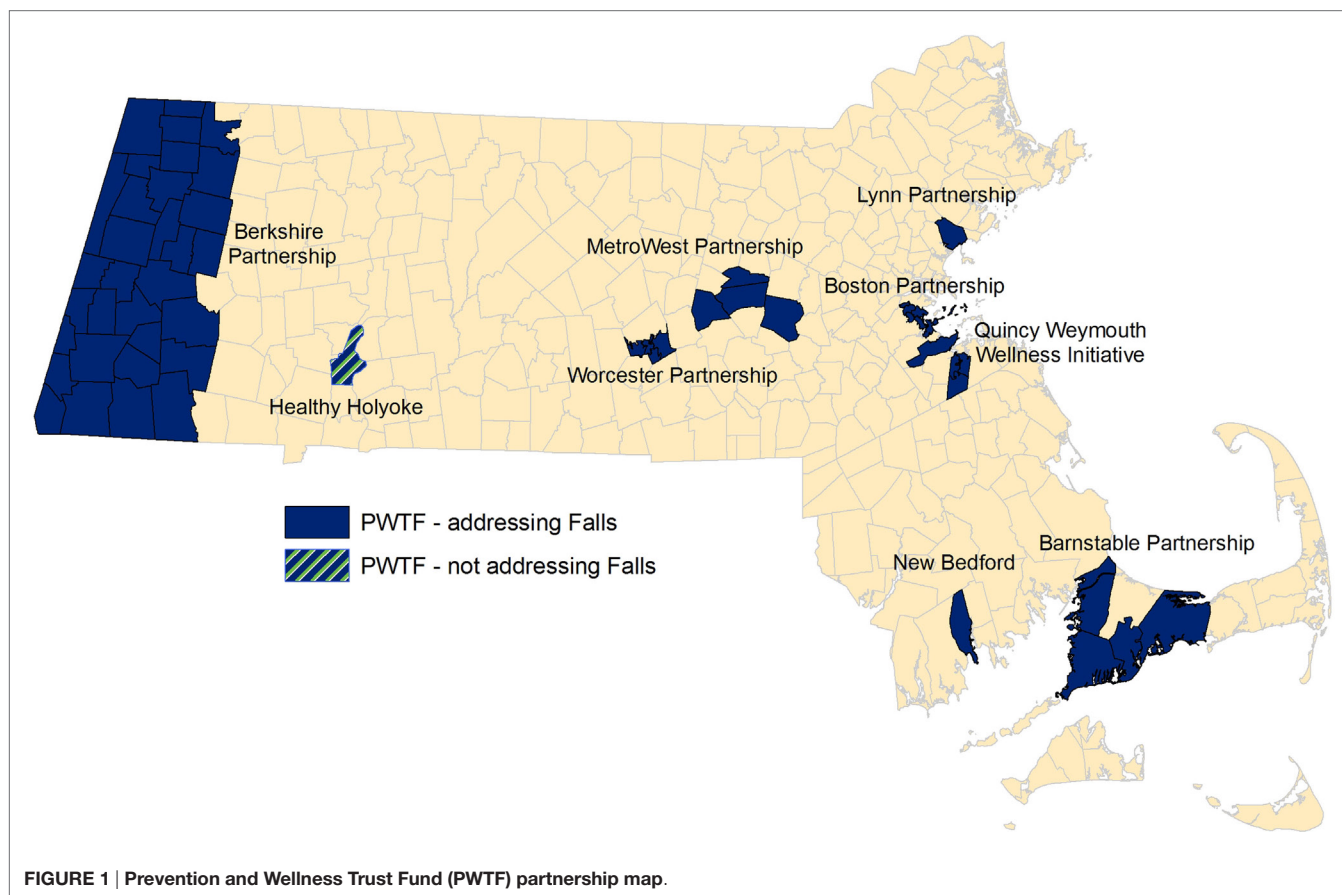 Lynn Partnership
Berkshire
Partnership
MetroWest Partnership
Boston Partnership
Quincy Weymouth
Wellness Initiative
Worcester Partnership
Healthy Holyoke
PWTF - addressing Falls
PWTF - not addressing Falls
Barnstable Partnership
New Bedford
FIGURE 1 | Prevention and Wellness Trust Fund (PWTF) partnership map.